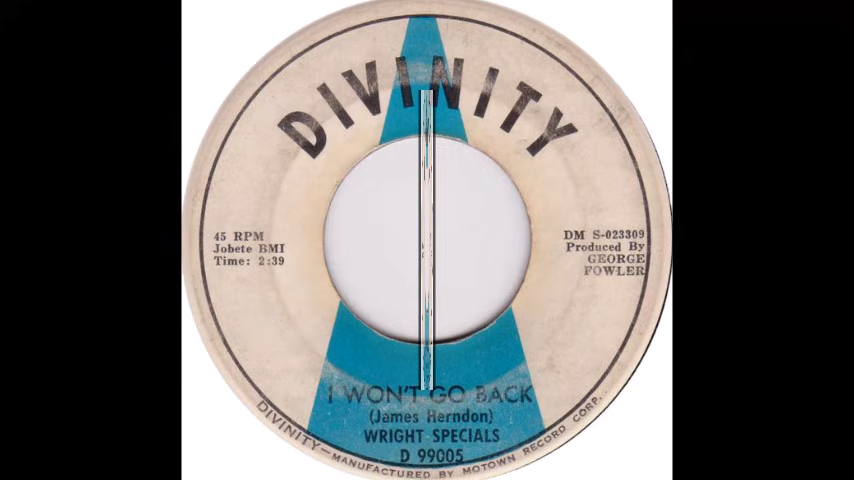 DIVINITY
45 RPM
Jobete BMI
Time: 2:39
DM S-023309
Produced By
GEORGE
FOWLER
I WON'T GO BACK
(James Herndon)
WRIGHT SPECIALS
D 99005
DIVINITY—MANUFACTURED BY MOTOWN RECORD CORP.